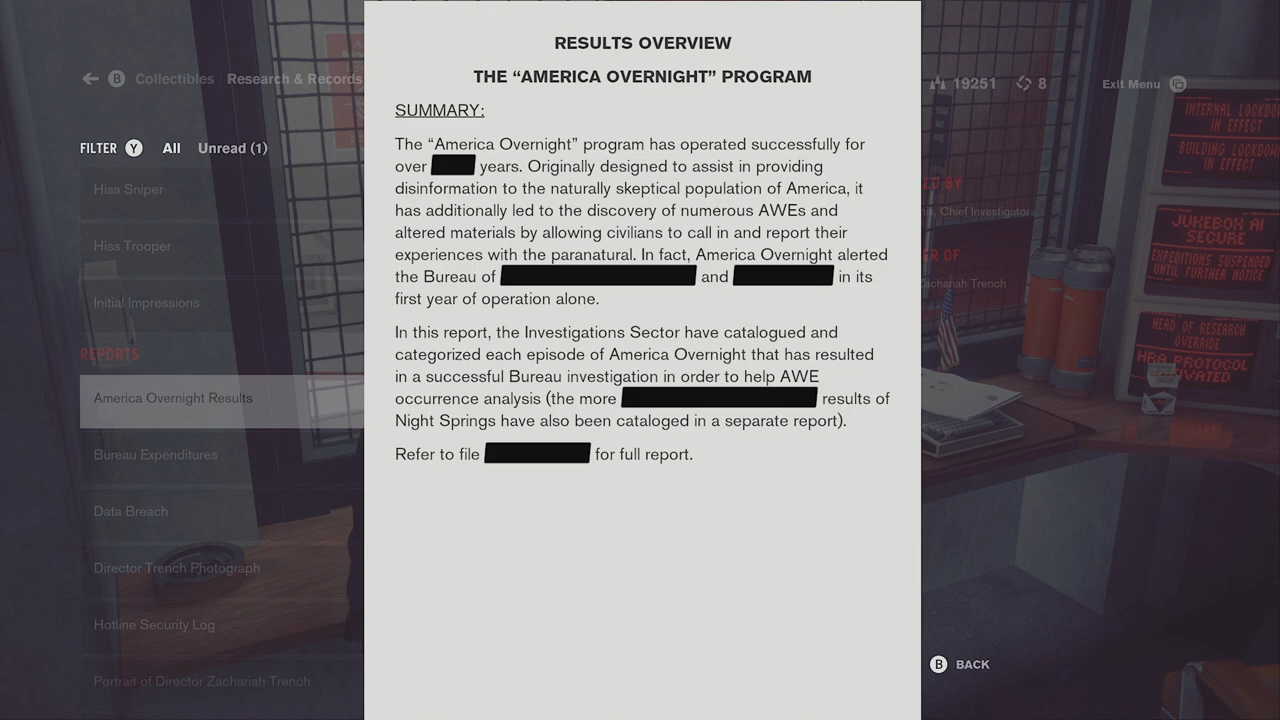 RESULTS OVERVIEW
THE “AMERICA OVERNIGHT” PROGRAM
SUMMARY:
The “America Overnight” program has operated successfully for
over years. Originally designed to assist in providing
disinformation to the naturally skeptical population of America, it
has additionally led to the discovery of numerous AWEs and
altered materials by allowing civilians to call in and report their
experiences with the paranatural. In fact, America Overnight alerted
the Bureau of and in its
first year of operation alone.
In this report, the Investigations Sector have catalogued and
categorized each episode of America Overnight that has resulted
in a successful Bureau investigation in order to help AWE
occurrence analysis (the more results of
Night Springs have also been cataloged in a separate report).
Refer to file for full report.
B Collectibles Research & Records
FILTER Y All Unread (1)
Hiss Sniper
Hiss Trooper
Initial Impressions
REPORTS
America Overnight Results
Bureau Expenditures
Data Breach
Director Trench Photograph
Hotline Security Log
Portrait of Director Zachariah Trench
19251 8 Exit Menu
INTERNAL LOCKDOWN
IN EFFECT
BUILDING LOCKDOWN
IN EFFECT
JUKEBOX AI
SECURE
EXPEDITIONS SUSPENDED
UNTIL FURTHER NOTICE
HEAD OF RESEARCH
OVERRIDE
HRA PROTOCOL
BY
Chief Investigator
OF
Zachariah Trench
B BACK